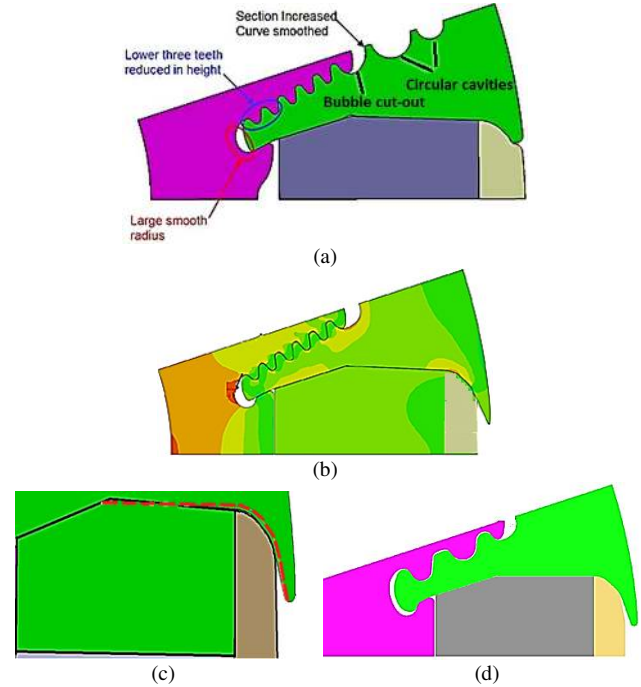 Section Increased
Curve smoothed
Lower three teeth
reduced in height
Circular cavities
Bubble cut-out
Large smooth
radius
(a)
(b)
(c)
(d)